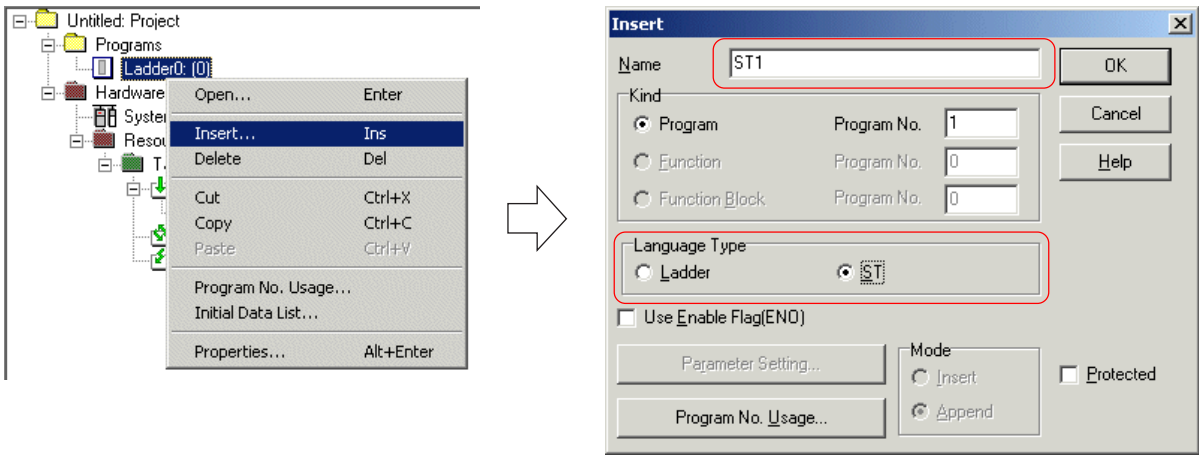 Untitled: Project
Programs
Ladder0: (0)
Hardware
Syste
Resou
T
Open... Enter
Insert... Ins
Delete Del
Cut Ctrl+X
Copy Ctrl+C
Paste Ctrl+V
Program No. Usage...
Initial Data List...
Properties... Alt+Enter
Insert
Name ST1 OK
Kind
Program Program No. 1 Cancel
Function Program No. 0 Help
Function Block Program No. 0
Language Type
Ladder ST
Use Enable Flag(ENO)
Parameter Setting...
Mode
Insert
Append
Protected
Program No. Usage...